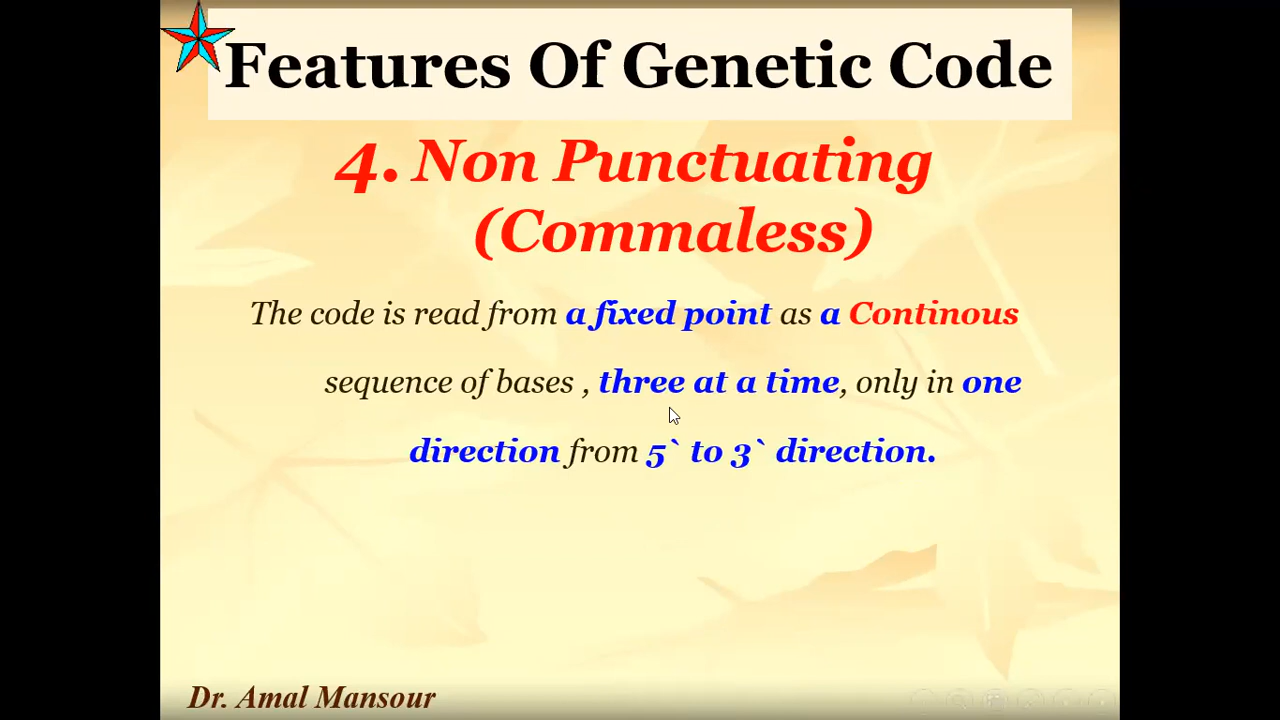 Features Of Genetic Code
4. Non Punctuating
(Commaless)
The code is read from a fixed point as a Continous
sequence of bases , three at a time, only in one
direction from 5` to 3` direction.
Dr. Amal Mansour